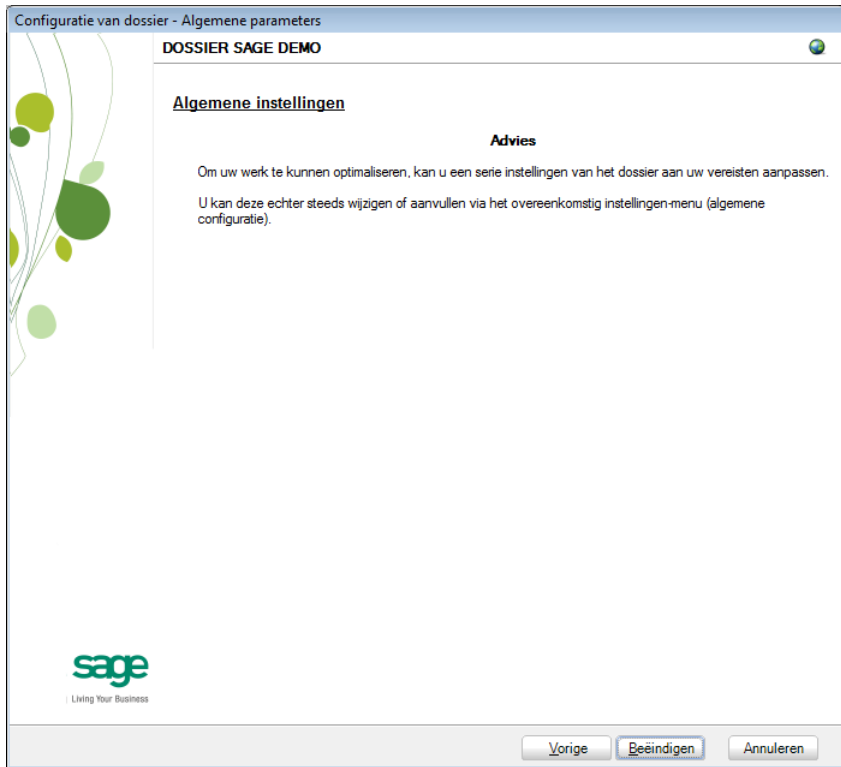 Configuratie van dossier - Algemene parameters
DOSSIER SAGE DEMO
Algemene instellingen
Advies
Om uw werk te kunnen optimaliseren, kan u een serie instellingen van het dossier aan uw vereisten aanpassen.
U kan deze echter steeds wijzigen of aanvullen via het overeenkomstig instellingen-menu (algemene
configuratie).
sage
Living Your Business
Vorige
Beëindigen
Annuleren